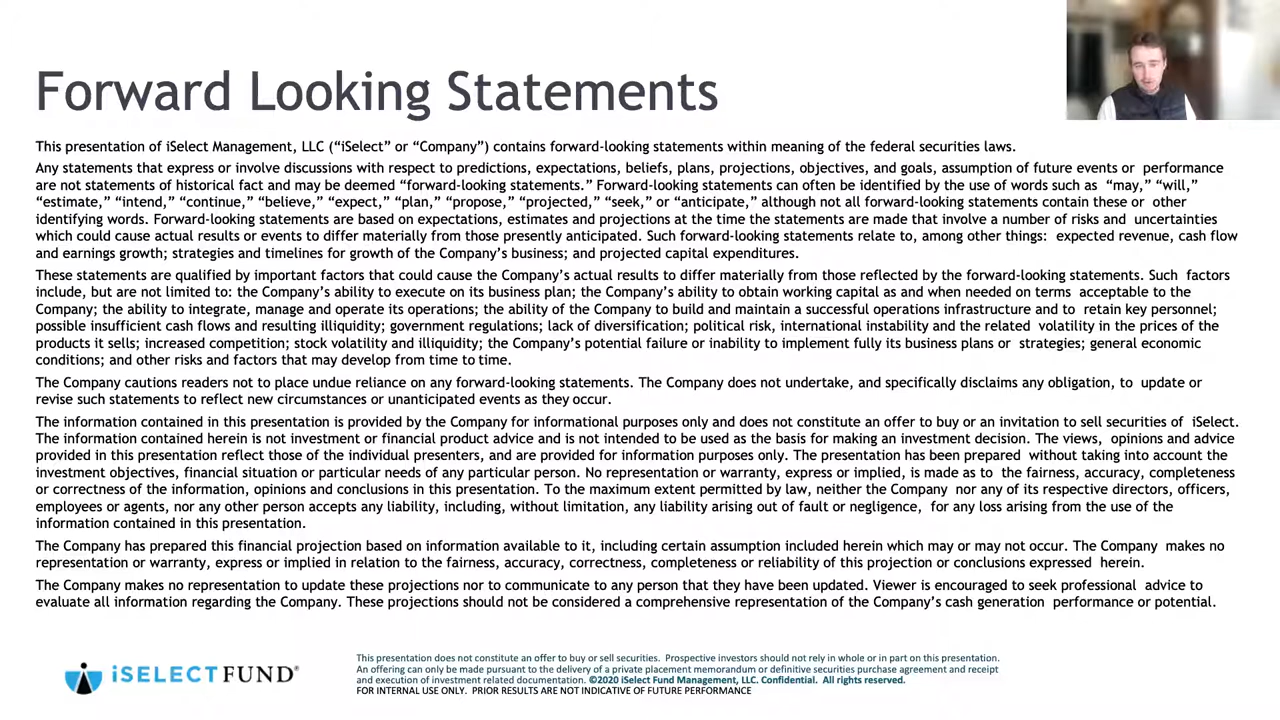 Forward Looking Statements
This presentation of iSelect Management, LLC (“iSelect” or “Company”) contains forward-looking statements within meaning of the federal securities laws.
Any statements that express or involve discussions with respect to predictions, expectations, beliefs, plans, projections, objectives, and goals, assumption of future events or performance
are not statements of historical fact and may be deemed “forward-looking statements.” Forward-looking statements can often be identified by the use of words such as “may,” “will,”
“estimate,” “intend,” “continue,” “believe,” “expect,” “plan,” “propose,” “projected,” “seek,” or “anticipate,” although not all forward-looking statements contain these or other
identifying words. Forward-looking statements are based on expectations, estimates and projections at the time the statements are made that involve a number of risks and uncertainties
which could cause actual results or events to differ materially from those presently anticipated. Such forward-looking statements relate to, among other things: expected revenue, cash flow
and earnings growth; strategies and timelines for growth of the Company’s business; and projected capital expenditures.
These statements are qualified by important factors that could cause the Company’s actual results to differ materially from those reflected by the forward-looking statements. Such factors
include, but are not limited to: the Company’s ability to execute on its business plan; the Company’s ability to obtain working capital as and when needed on terms acceptable to the
Company; the ability to integrate, manage and operate its operations; the ability of the Company to build and maintain a successful operations infrastructure and to retain key personnel;
possible insufficient cash flows and resulting illiquidity; government regulations; lack of diversification; political risk, international instability and the related volatility in the prices of the
products it sells; increased competition; stock volatility and illiquidity; the Company’s potential failure or inability to implement fully its business plans or strategies; general economic
conditions; and other risks and factors that may develop from time to time.
The Company cautions readers not to place undue reliance on any forward-looking statements. The Company does not undertake, and specifically disclaims any obligation, to update or
revise such statements to reflect new circumstances or unanticipated events as they occur.
The information contained in this presentation is provided by the Company for informational purposes only and does not constitute an offer to buy or an invitation to sell securities of iSelect.
The information contained herein is not investment or financial product advice and is not intended to be used as the basis for making an investment decision. The views, opinions and advice
provided in this presentation reflect those of the individual presenters, and are provided for information purposes only. The presentation has been prepared without taking into account the
investment objectives, financial situation or particular needs of any particular person. No representation or warranty, express or implied, is made as to the fairness, accuracy, completeness
or correctness of the information, opinions and conclusions in this presentation. To the maximum extent permitted by law, neither the Company nor any of its respective directors, officers,
employees or agents, nor any other person accepts any liability, including, without limitation, any liability arising out of fault or negligence, for any loss arising from the use of the
information contained in this presentation.
The Company has prepared this financial projection based on information available to it, including certain assumption included herein which may or may not occur. The Company makes no
representation or warranty, express or implied in relation to the fairness, accuracy, correctness, completeness or reliability of this projection or conclusions expressed herein.
The Company makes no representation to update these projections nor to communicate to any person that they have been updated. Viewer is encouraged to seek professional advice to
evaluate all information regarding the Company. These projections should not be considered a comprehensive representation of the Company’s cash generation performance or potential.
iSELECTFUND®
This presentation does not constitute an offer to buy or sell securities. Prospective investors should not rely in whole or in part on this presentation.
An offering can only be made pursuant to the delivery of a private placement memorandum or definitive securities purchase agreement and receipt
and execution of investment related documentation. ©2020 iSelect Fund Management, LLC. Confidential. All rights reserved.
FOR INTERNAL USE ONLY. PRIOR RESULTS ARE NOT INDICATIVE OF FUTURE PERFORMANCE